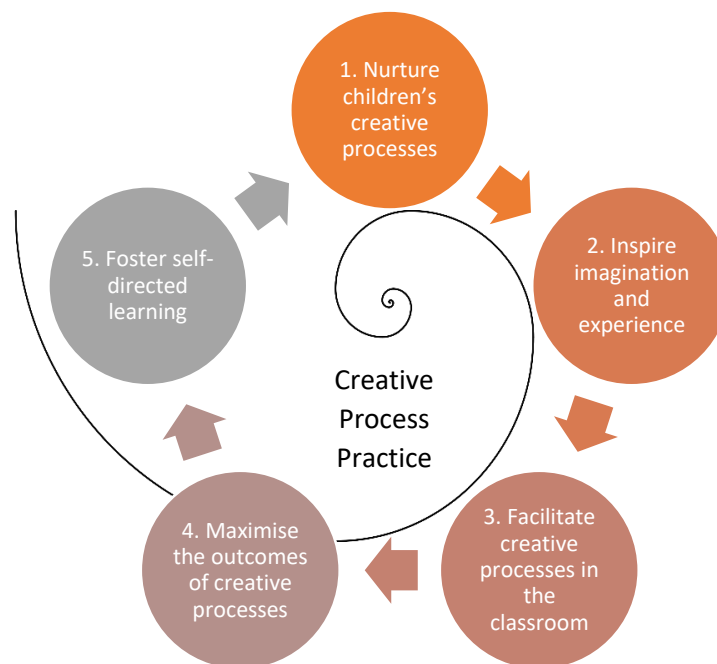 1. Nurture
children’s
creative
processes
2. Inspire
imagination
and
experience
3. Facilitate
creative
processes in
the
classroom
4. Maximise
the outcomes
of creative
processes
5. Foster self-
directed
learning
Creative
Process
Practice